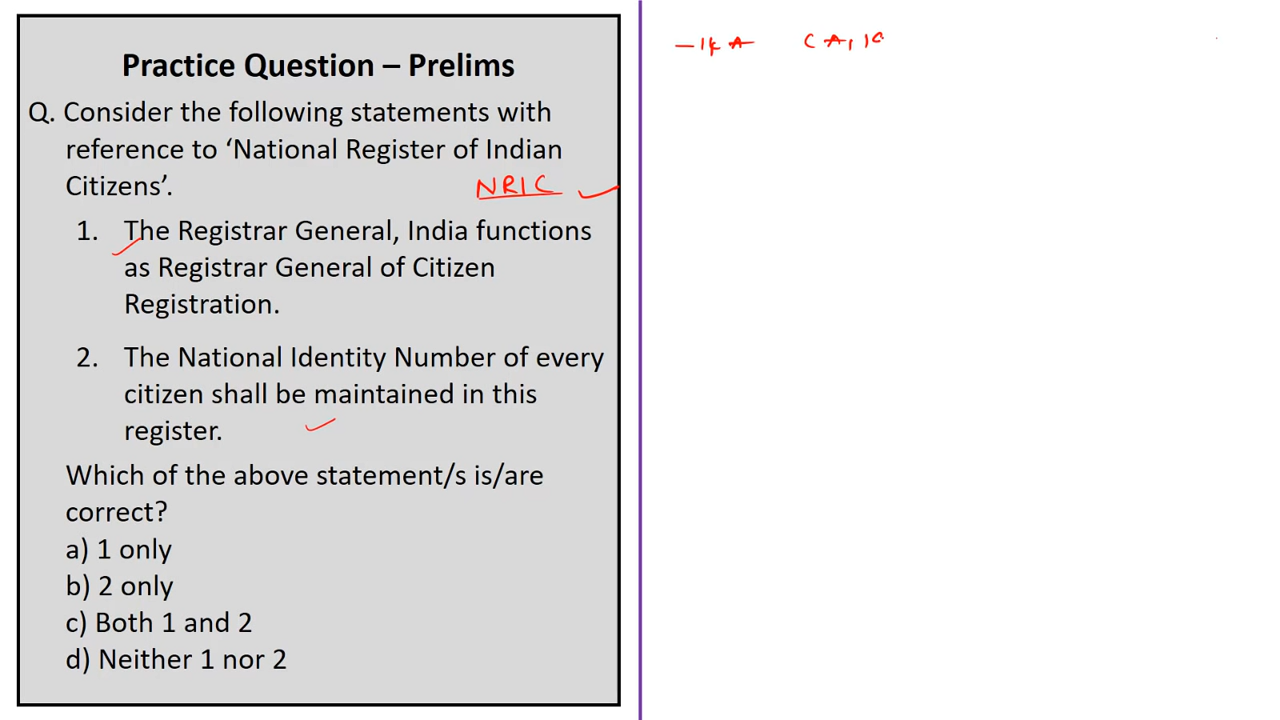 Practice Question – Prelims
Q. Consider the following statements with
reference to ‘National Register of Indian
Citizens’.
NRIC
1. The Registrar General, India functions
as Registrar General of Citizen
Registration.
2. The National Identity Number of every
citizen shall be maintained in this
register.
Which of the above statement/s is/are
correct?
a) 1 only
b) 2 only
c) Both 1 and 2
d) Neither 1 nor 2